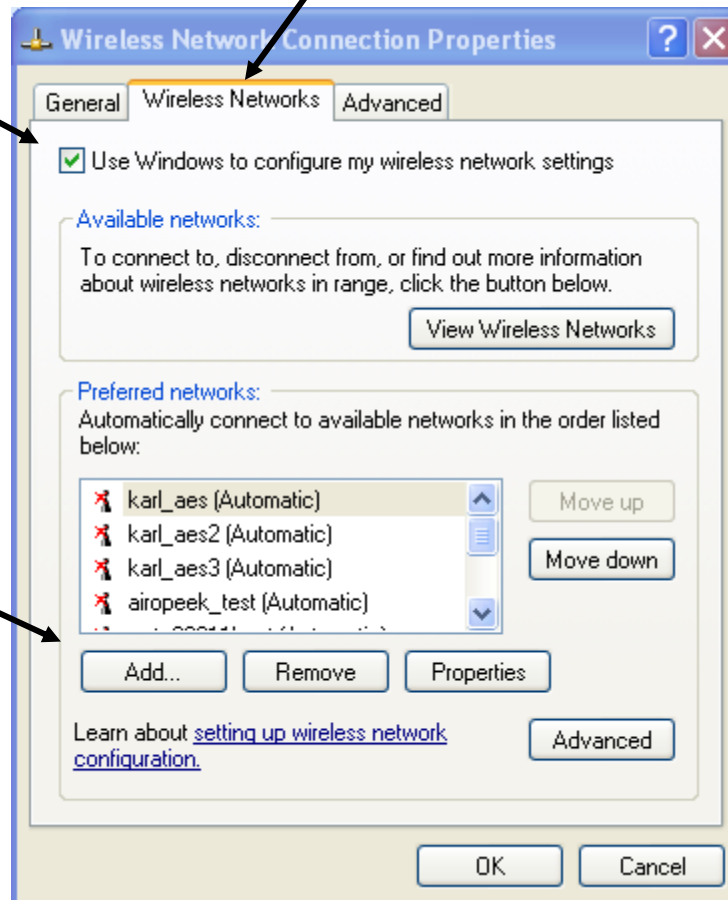 Wireless Network Connection Properties
General Wireless Networks Advanced
Use Windows to configure my wireless network settings
Available networks:
To connect to, disconnect from, or find out more information
about wireless networks in range, click the button below.
View Wireless Networks
Preferred networks:
Automatically connect to available networks in the order listed
below:
karl_aes (Automatic)
Move up
karl_aes2 (Automatic)
karl_aes3 (Automatic)
Move down
airopeek_test (Automatic)
Add... Remove Properties
Learn about setting up wireless network
configuration.
Advanced
OK Cancel